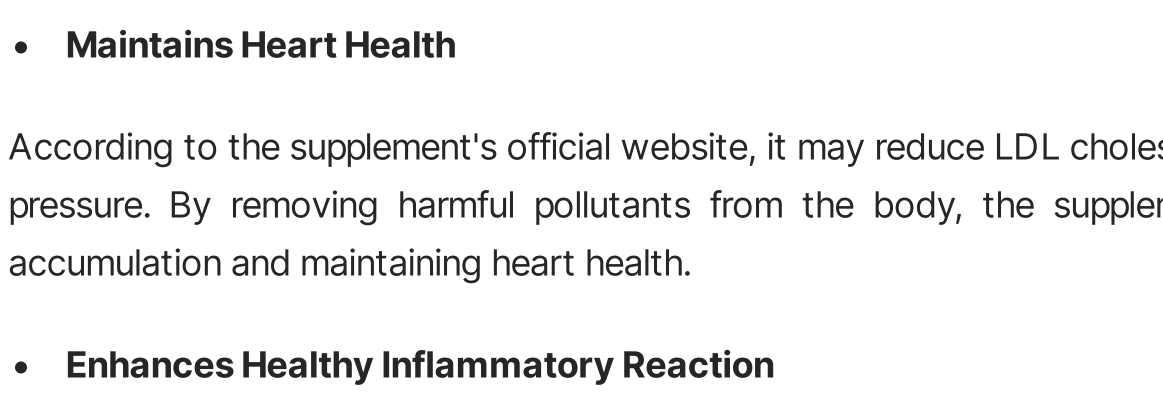 • Maintains Heart Health
According to the supplement's official website, it may reduce LDL
pressure. By removing harmful pollutants from the body, the
accumulation and maintaining heart health.
• Enhances Healthy Inflammatory Reaction